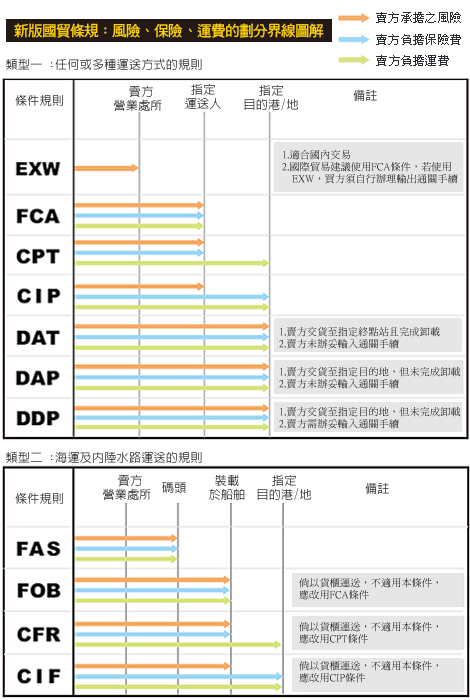 新版國貿條規：風險、保險、運費的劃分界線圖解
賣方承擔之風險
賣方負擔保險費
賣方負擔運費
類型一 :任何或多種運送方式的規則
條件規則
賣方
營業處所
指定
運送人
指定
目的港/地
備註
EXW
1.適合國內交易
2.國際貿易建議使用FCA條件，若使用
EXW，買方須自行辦理輸出通關手續
FCA
CPT
CIP
DAT
1.賣方交貨至指定終點站且完成卸載
2.賣方未辦妥輸入通關手續
DAP
1.賣方交貨至指定目的地，但未完成卸載
2.賣方未辦妥輸入通關手續
DDP
1.賣方交貨至指定目的地，但未完成卸載
2.賣方需辦妥輸入通關手續
類型二 :海運及內陸水路運送的規則
條件規則
賣方
營業處所
碼頭
裝載
於船舶
指定
目的港/地
備註
FAS
FOB
倘以貨櫃運送，不適用本條件，
應改用FCA條件
CFR
倘以貨櫃運送，不適用本條件，
應改用CPT條件
CIF
倘以貨櫃運送，不適用本條件，
應改用CIP條件